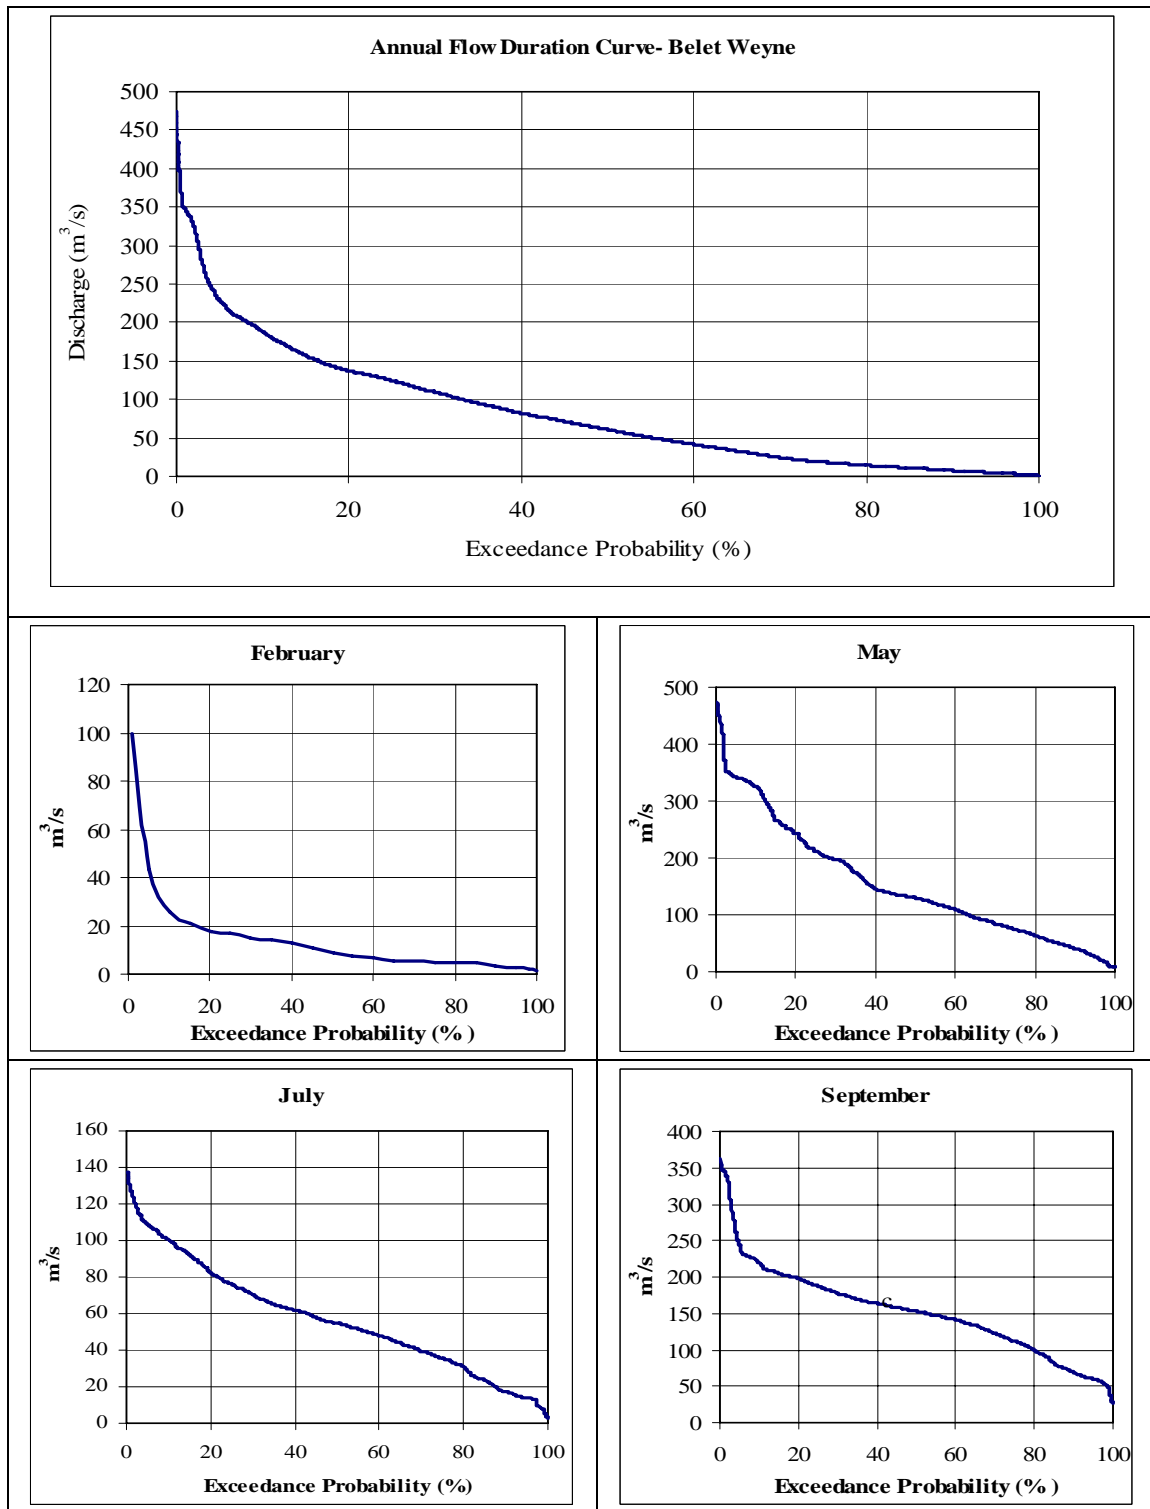 Annual Flow Duration Curve- Belet Weyne
Discharge (m³/s)
500
450
400
350
300
250
200
150
100
50
0
0 20 40 60 80 100
Exceedance Probability (%)
February
m³/s
120
100
80
60
40
20
0
0 20 40 60 80 100
Exceedance Probability (%)
May
m³/s
500
400
300
200
100
0
0 20 40 60 80 100
Exceedance Probability (%)
July
m³/s
160
140
120
100
80
60
40
20
0
0 20 40 60 80 100
Exceedance Probability (%)
September
m³/s
400
350
300
250
200
150
100
50
0
c
0 20 40 60 80 100
Exceedance Probability (%)